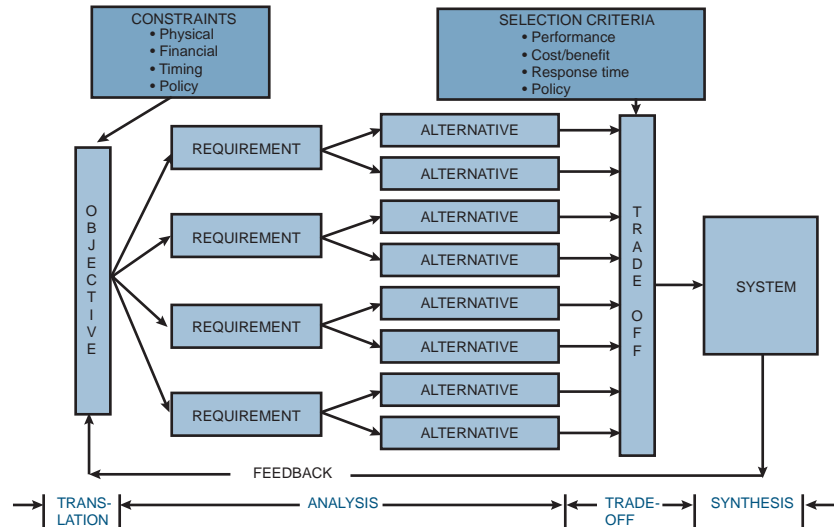 CONSTRAINTS
• Physical
• Financial
• Timing
• Policy
SELECTION CRITERIA
• Performance
• Cost/benefit
• Response time
• Policy
OBJECTIVE
REQUIREMENT
REQUIREMENT
REQUIREMENT
REQUIREMENT
ALTERNATIVE
ALTERNATIVE
ALTERNATIVE
ALTERNATIVE
ALTERNATIVE
ALTERNATIVE
ALTERNATIVE
ALTERNATIVE
TRADE OFF
SYSTEM
FEEDBACK
TRANS-
LATION
ANALYSIS
TRADE-
OFF
SYNTHESIS